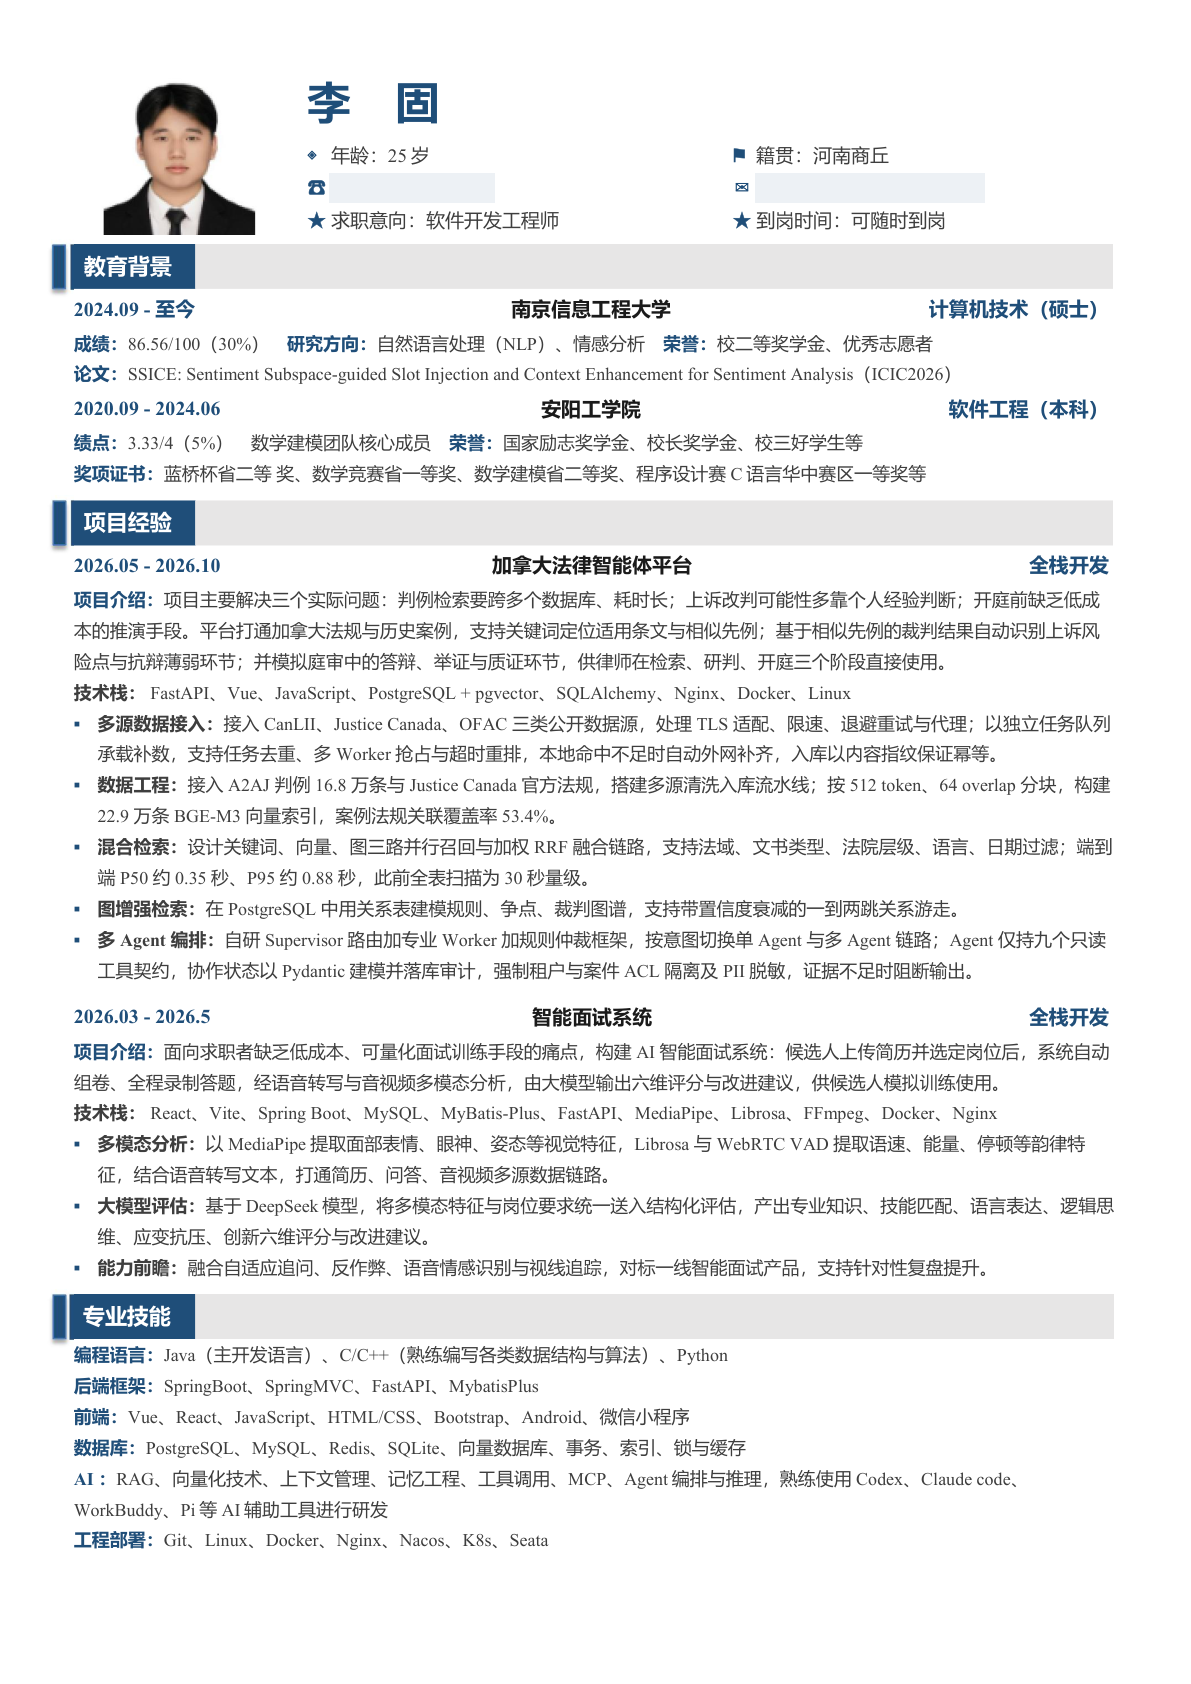 李 固
年龄：25 岁
籍贯：河南商丘
求职意向：软件开发工程师
到岗时间：可随时到岗
教育背景
2024.09 - 至今 南京信息工程大学 计算机技术（硕士）
成绩：86.56/100（30%） 研究方向：自然语言处理（NLP）、情感分析 荣誉：校二等奖学金、优秀志愿者
论文：SSICE: Sentiment Subspace-guided Slot Injection and Context Enhancement for Sentiment Analysis（ICIC2026）
2020.09 - 2024.06 安阳工学院 软件工程（本科）
绩点：3.33/4（5%） 数学建模团队核心成员 荣誉：国家励志奖学金、校长奖学金、校三好学生等
奖项证书：蓝桥杯省二等 奖、数学竞赛省一等奖、数学建模省二等奖、程序设计赛 C 语言华中赛区一等奖等
项目经验
2026.05 - 2026.10 加拿大法律智能体平台 全栈开发
项目介绍：项目主要解决三个实际问题：判例检索要跨多个数据库、耗时长；上诉改判可能性多靠个人经验判断；开庭前缺乏低成
本的推演手段。平台打通加拿大法规与历史案例，支持关键词定位适用条文与相似先例；基于相似先例的裁判结果自动识别上诉风
险点与抗辩薄弱环节；并模拟庭审中的答辩、举证与质证环节，供律师在检索、研判、开庭三个阶段直接使用。
技术栈： FastAPI、Vue、JavaScript、PostgreSQL + pgvector、SQLAlchemy、Nginx、Docker、Linux
▪ 多源数据接入：接入 CanLII、Justice Canada、OFAC 三类公开数据源，处理 TLS 适配、限速、退避重试与代理；以独立任务队列
承载补数，支持任务去重、多 Worker 抢占与超时重排，本地命中不足时自动外网补齐，入库以内容指纹保证幂等。
▪ 数据工程：接入 A2AJ 判例 16.8 万条与 Justice Canada 官方法规，搭建多源清洗入库流水线；按 512 token、64 overlap 分块，构建
22.9 万条 BGE-M3 向量索引，案例法规关联覆盖率 53.4%。
▪ 混合检索：设计关键词、向量、图三路并行召回与加权 RRF 融合链路，支持法域、文书类型、法院层级、语言、日期过滤；端到
端 P50 约 0.35 秒、P95 约 0.88 秒，此前全表扫描为 30 秒量级。
▪ 图增强检索：在 PostgreSQL 中用关系表建模规则、争点、裁判图谱，支持带置信度衰减的一到两跳关系游走。
▪ 多 Agent 编排：自研 Supervisor 路由加专业 Worker 加规则仲裁框架，按意图切换单 Agent 与多 Agent 链路；Agent 仅持九个只读
工具契约，协作状态以 Pydantic 建模并落库审计，强制租户与案件 ACL 隔离及 PII 脱敏，证据不足时阻断输出。
2026.03 - 2026.5 智能面试系统 全栈开发
项目介绍：面向求职者缺乏低成本、可量化面试训练手段的痛点，构建 AI 智能面试系统：候选人上传简历并选定岗位后，系统自动
组卷、全程录制答题，经语音转写与音视频多模态分析，由大模型输出六维评分与改进建议，供候选人模拟训练使用。
技术栈： React、Vite、Spring Boot、MySQL、MyBatis-Plus、FastAPI、MediaPipe、Librosa、FFmpeg、Docker、Nginx
▪ 多模态分析：以 MediaPipe 提取面部表情、眼神、姿态等视觉特征，Librosa 与 WebRTC VAD 提取语速、能量、停顿等韵律特
征，结合语音转写文本，打通简历、问答、音视频多源数据链路。
▪ 大模型评估：基于 DeepSeek 模型，将多模态特征与岗位要求统一送入结构化评估，产出专业知识、技能匹配、语言表达、逻辑思
维、应变抗压、创新六维评分与改进建议。
▪ 能力前瞻：融合自适应追问、反作弊、语音情感识别与视线追踪，对标一线智能面试产品，支持针对性复盘提升。
专业技能
编程语言：Java（主开发语言）、C/C++（熟练编写各类数据结构与算法）、Python
后端框架：SpringBoot、SpringMVC、FastAPI、MybatisPlus
前端：Vue、React、JavaScript、HTML/CSS、Bootstrap、Android、微信小程序
数据库：PostgreSQL、MySQL、Redis、SQLite、向量数据库、事务、索引、锁与缓存
AI ：RAG、向量化技术、上下文管理、记忆工程、工具调用、MCP、Agent 编排与推理，熟练使用 Codex、Claude code、
WorkBuddy、Pi 等 AI 辅助工具进行研发
工程部署：Git、Linux、Docker、Nginx、Nacos、K8s、Seata